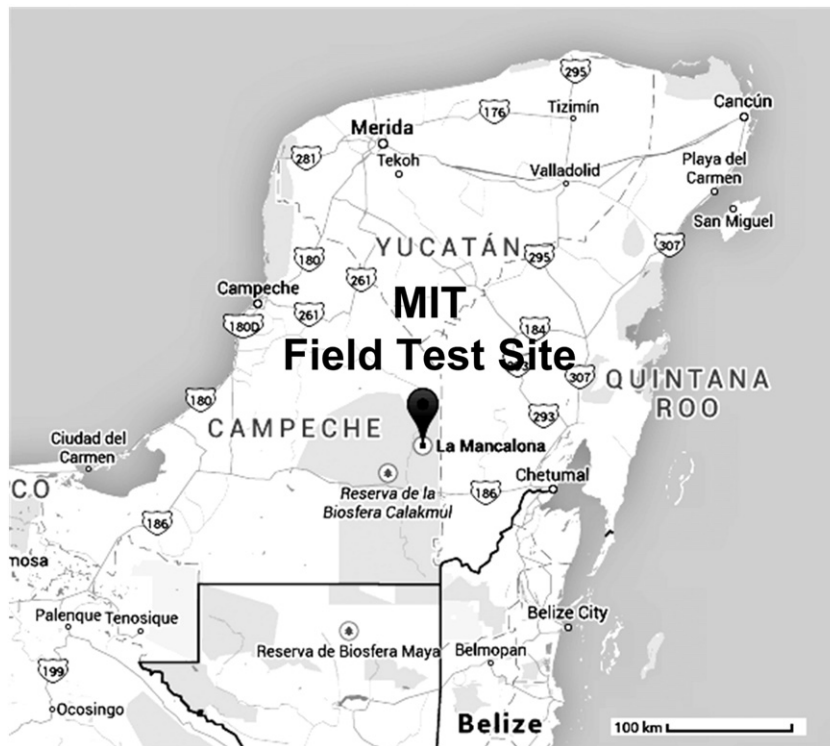 295
176
Tizimín
Cancún
Merida
281
Tekoh
Valladolid
Playa del
Carmen
San Miguel
YUCATÁN
307
180
295
261
Campeche
MIT
261
180D
184
Field Test Site
307
QUINTANA
ROO
180
293
CAMPECHE
La Mancalona
Ciudad del
Carmen
CO
Reserva de la
Biosfera Calakmul
186
Chetumal
186
mosa
Palenque
Tenosique
Belize City
Reserva de Biosfera Maya
Belmopan
199
Ocosingo
Belize
100 km